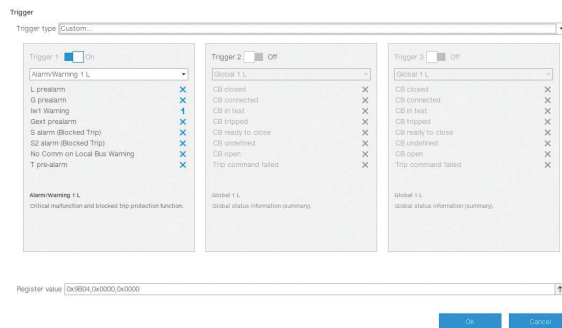 Trigger
Trigger type Custom...
Trigger 1 On
Alarm/Warning 1 L
L prealarm X
G prealarm X
Iw1 Warning 1
Gext prealarm X
S alarm (Blocked Trip) X
S2 alarm (Blocked Trip) X
No Comm on Local Bus Warning X
T pre-alarm X
Alarm/Warning 1 L
Critical malfunction and blocked trip protection function.
Trigger 2 Off
Global 1 L
CB closed X
CB connected X
CB in test X
CB tripped X
CB ready to close X
CB undefined X
CB open X
Trip command failed X
Global 1 L
Global status information (summary).
Trigger 3 Off
Global 1 L
CB closed X
CB connected X
CB in test X
CB tripped X
CB ready to close X
CB undefined X
CB open X
Trip command failed X
Global 1 L
Global status information (summary).
Register value 0x9B04,0x0000,0x0000
OK Cancel